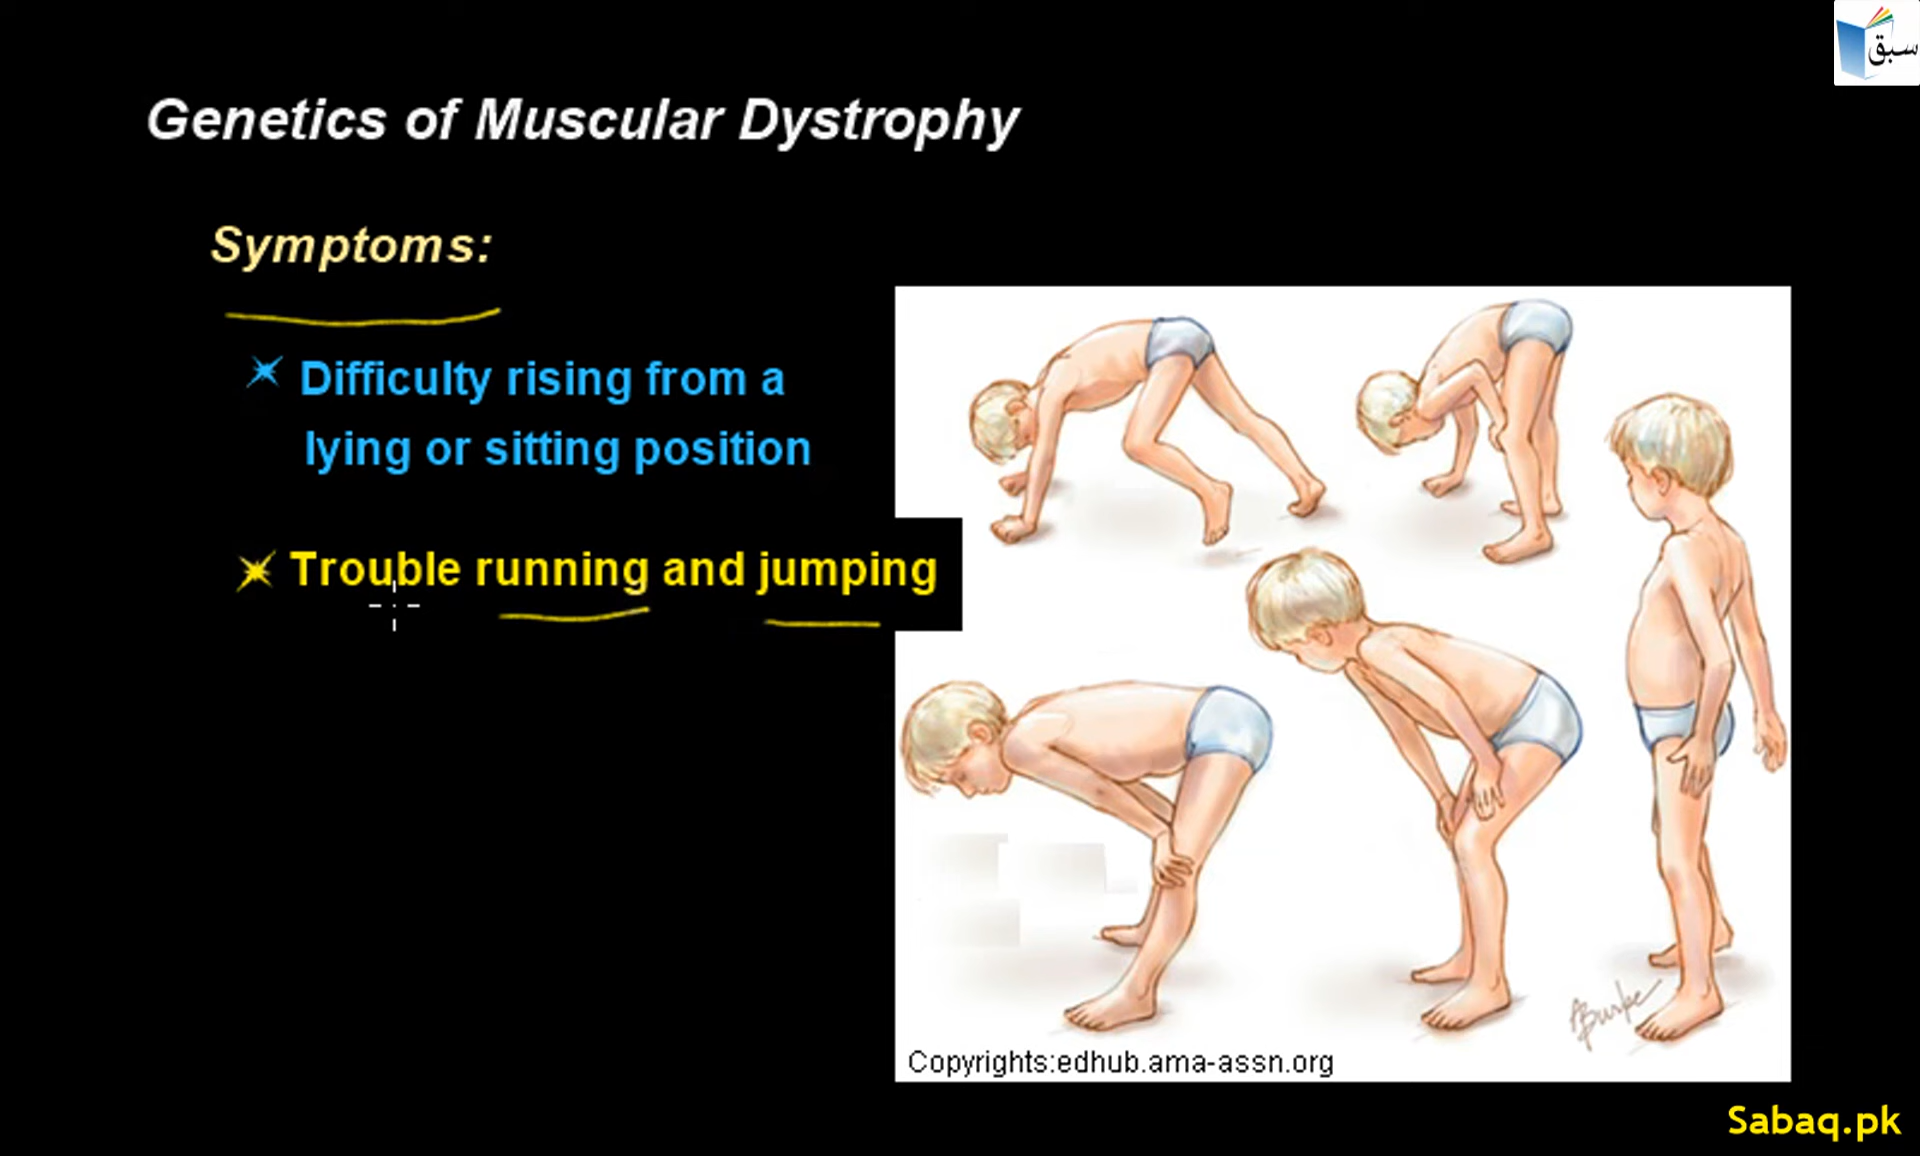 سبق
Genetics of Muscular Dystrophy
Symptoms:
Difficulty rising from a
lying or sitting position
Trouble running and jumping
ABurke
Copyrights:edhub.ama-assn.org
Sabaq.pk